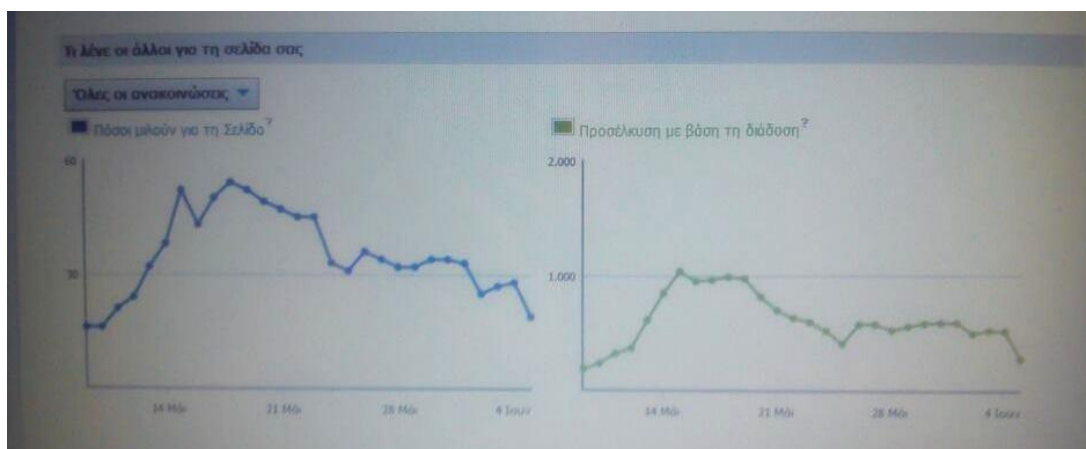 Τι λένε οι άλλοι για τη σελίδα σας
Όλες οι ανακοινώσεις
Πόσοι μιλούν για τη Σελίδα?
60
30
14 Μάι
21 Μάι
28 Μάι
4 Ιουν
Προσέλκυση με βάση τη διάδοση?
2.000
1.000
14 Μάι
21 Μάι
28 Μάι
4 Ιουν